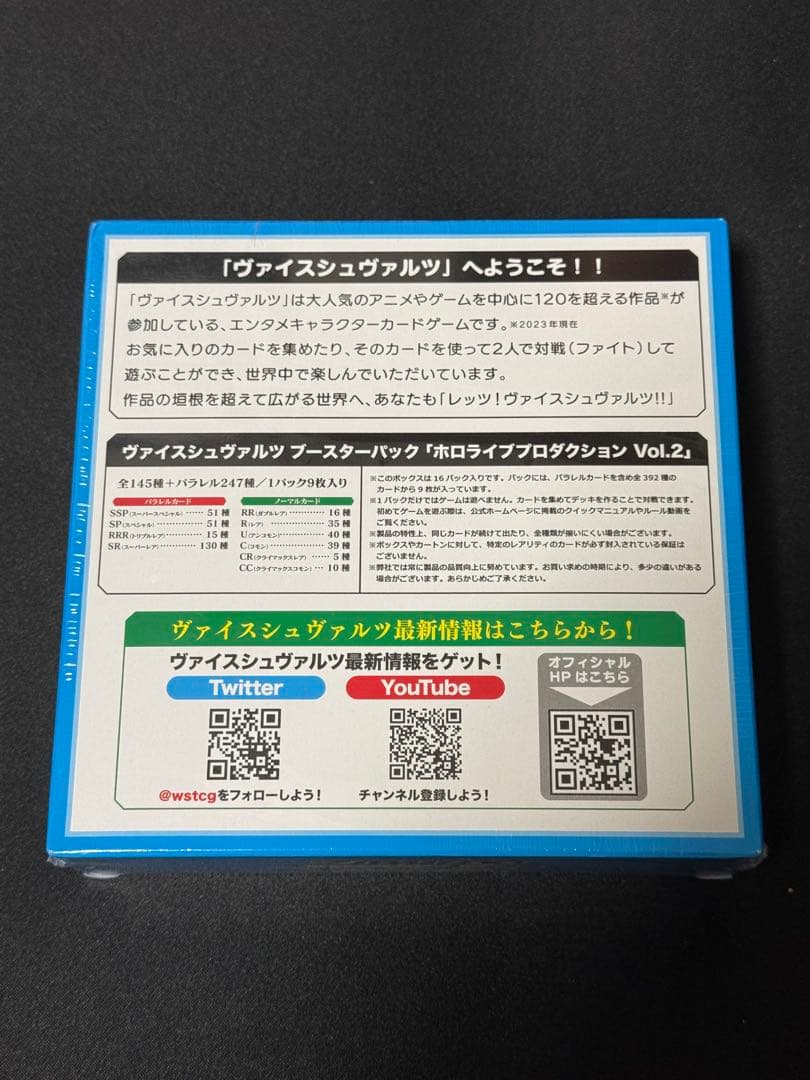 「ヴァイスシュヴァルツ」へようこそ！！
「ヴァイスシュヴァルツ」は大人気のアニメやゲームを中心に120を超える作品※が
参加している、エンタメキャラクターカードゲームです。※2023年現在
お気に入りのカードを集めたり、そのカードを使って2人で対戦（ファイト）して
遊ぶことができ、世界中で楽しんでいただいています。
作品の垣根を超えて広がる世界へ、あなたも「レッツ！ヴァイスシュヴァルツ!!」
ヴァイスシュヴァルツ ブースターパック「ホロライブプロダクション Vol.2」
全145種＋パラレル247種／1パック9枚入り
パラレルカード
SSP(スーパースペシャル)……51種
SP(スペシャル)……51種
RRR(トリプルレア)……15種
SR(スーパーレア)……130種
ノーマルカード
RR(ダブルレア)……16種
R(レア)……35種
U(アンコモン)……40種
C(コモン)……39種
CR(クライマックスレア)…5種
CC(クライマックスコモン)…10種
※このボックスは16パック入りです。パックには、パラレルカードを含め全392種の
カードから9枚が入っています。
※1パックだけではゲームは遊べません。カードを集めてデッキを作ることで対戦できます。
初めてゲームを遊ぶ際は、公式ホームページに掲載のクイックマニュアルやルール動画を
ご覧ください。
※製品の特性上、同じカードが続けて出たり、全種類が揃いにくい場合がございます。
※ボックスやカートンに対して、特定のレアリティのカードが必ず封入されている保証は
ございません。
※弊社では常に製品の品質向上に努めています。お買い求めの時期により、多少の違いがある
場合がございます。あらかじめご了承ください。
ヴァイスシュヴァルツ最新情報はこちらから！
ヴァイスシュヴァルツ最新情報をゲット！
Twitter
@wstcgをフォローしよう！
YouTube
チャンネル登録しよう！
オフィシャル
HPはこちら